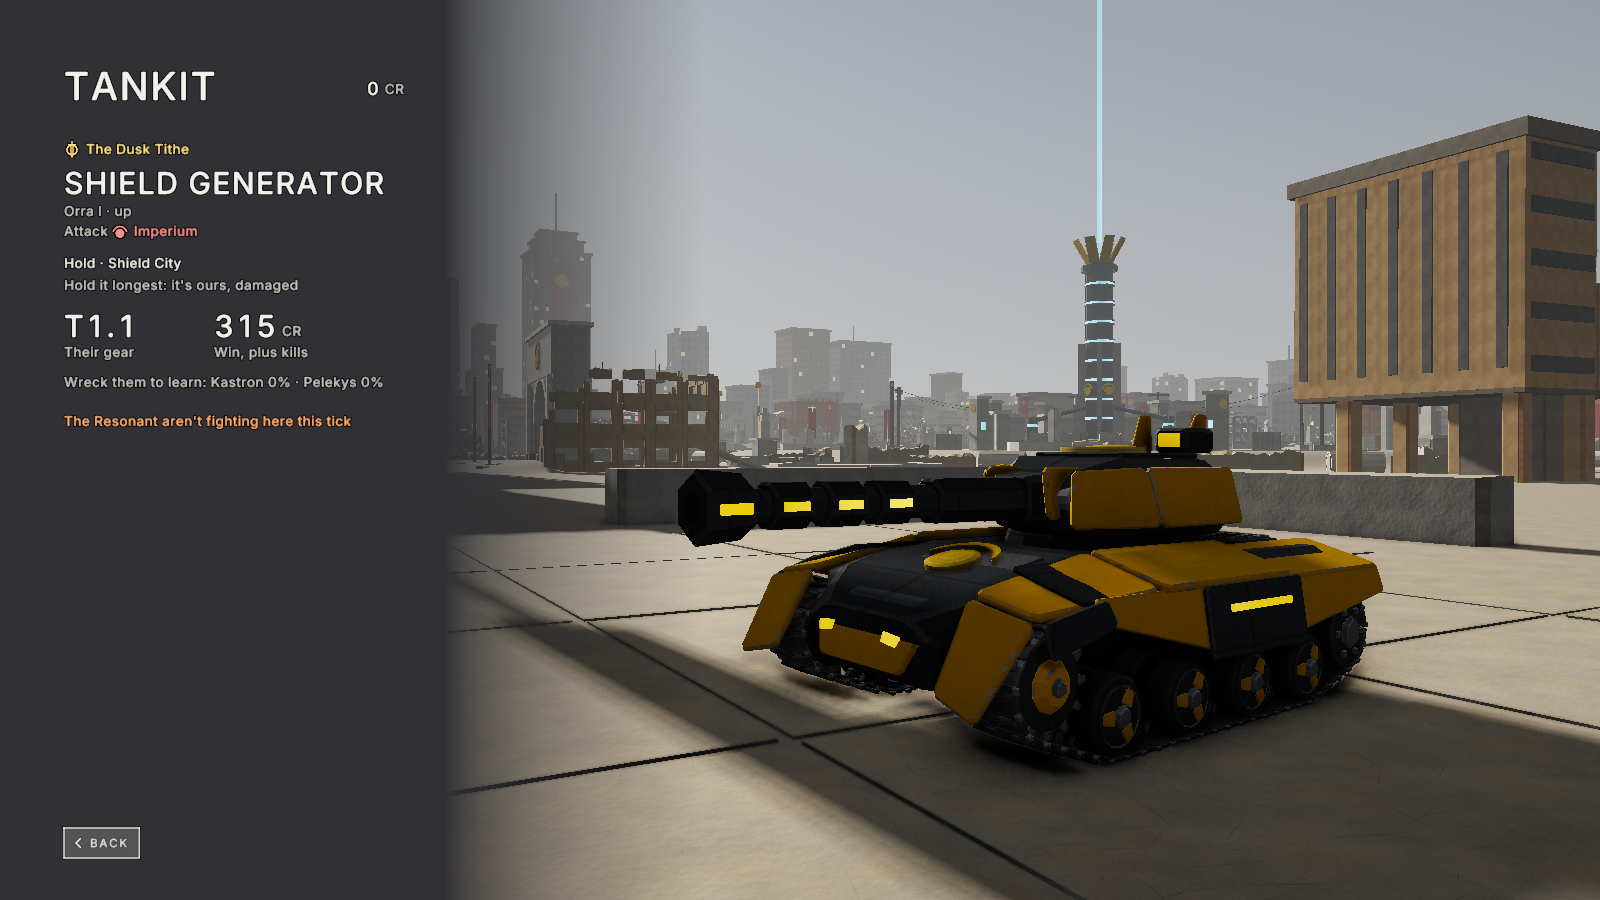 TANKIT
0 CR
The Dusk Tithe
SHIELD GENERATOR
Orra I · up
Attack Imperium
Hold · Shield City
Hold it longest: it's ours, damaged
T1.1 315 CR
Their gear Win, plus kills
Wreck them to learn: Kastron 0% · Pelekys 0%
The Resonant aren't fighting here this tick
BACK